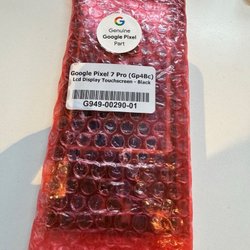 Genuine
Google Pixel
Part
Google Pixel 7 Pro (Gp4Bc)
Lcd Display Touchscreen - Black
G949-00290-01